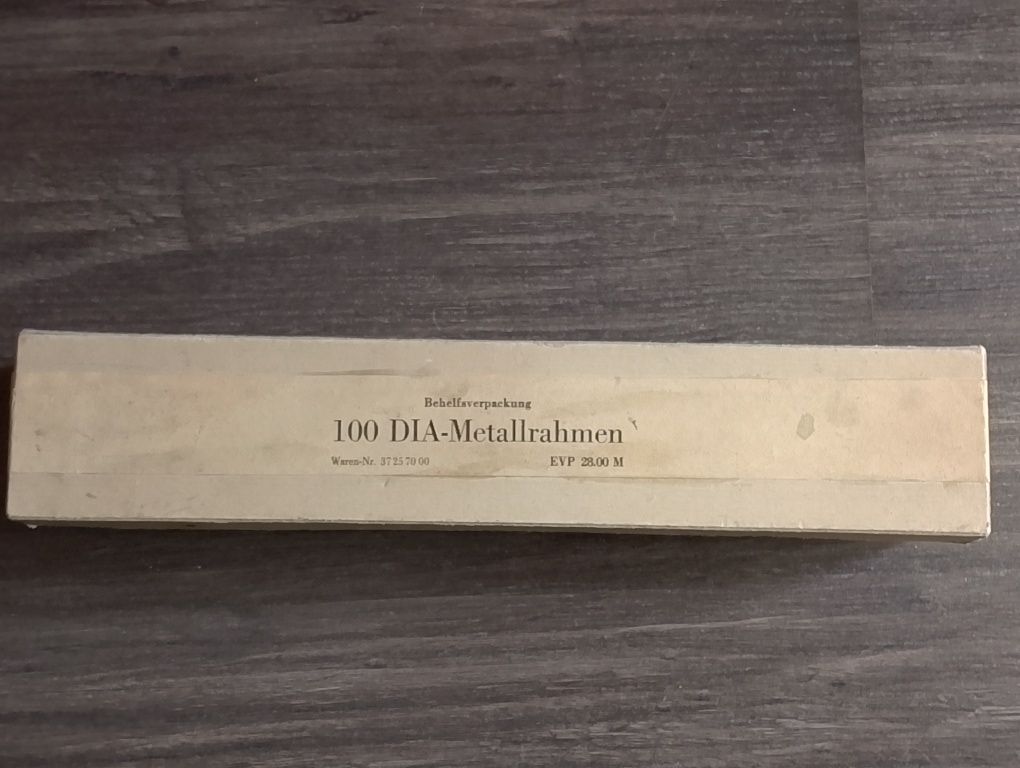 Behelfsverpackung
100 DIA-Metallrahmen
Waren-Nr. 37 25 70 00 EVP 28.00 M